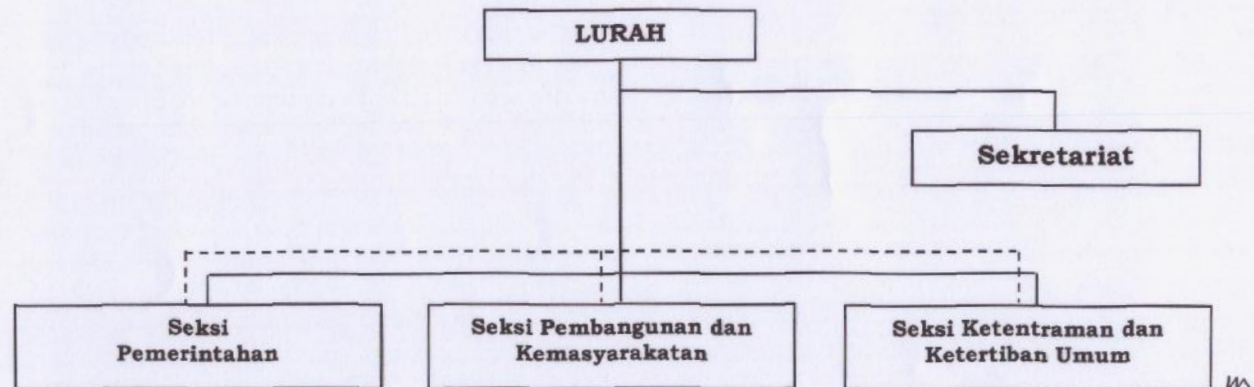 LURAH
Sekretariat
Seksi
Pemerintahan
Seksi Pembangunan dan
Kemasyarakatan
Seksi Ketentraman dan
Ketertiban Umum